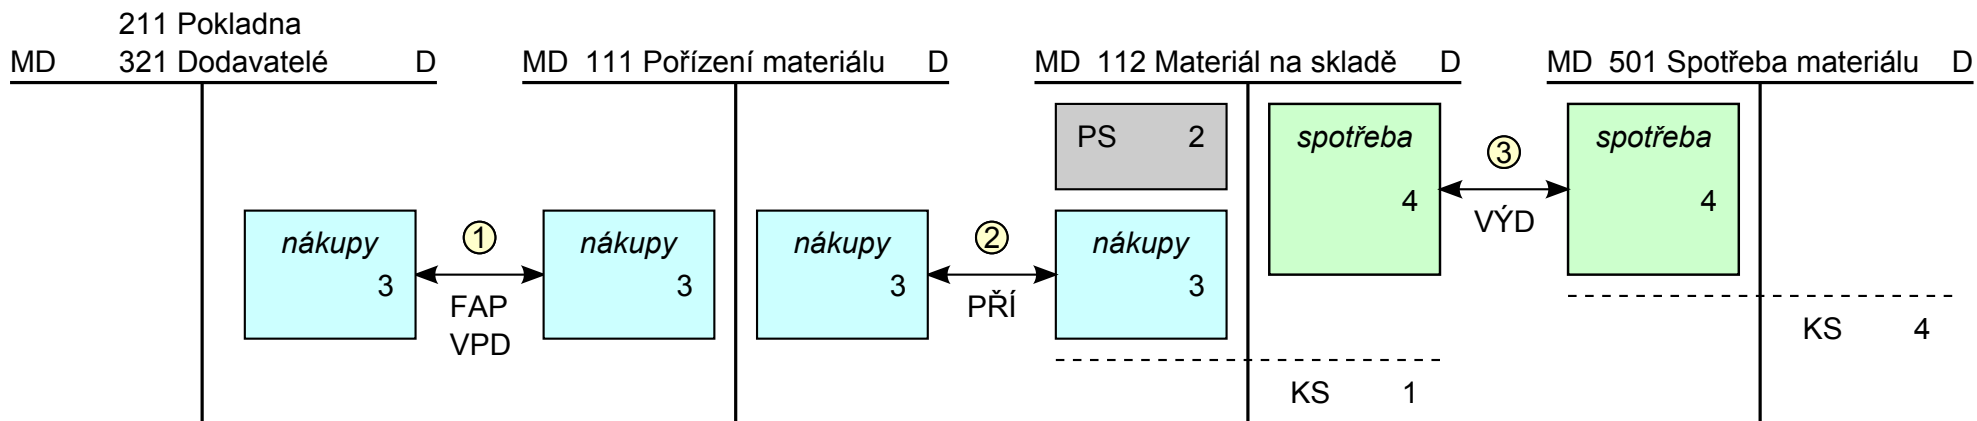 211 Pokladna
MD 321 Dodavatelé D
MD 111 Pořízení materiálu D
MD 112 Materiál na skladě D
MD 501 Spotřeba materiálu D
PS 2
spotřeba
4
3
VÝD
spotřeba
4
nákupy
3
1
FAP
VPD
nákupy
3
nákupy
3
2
PŘÍ
nákupy
3
KS 1
KS 4